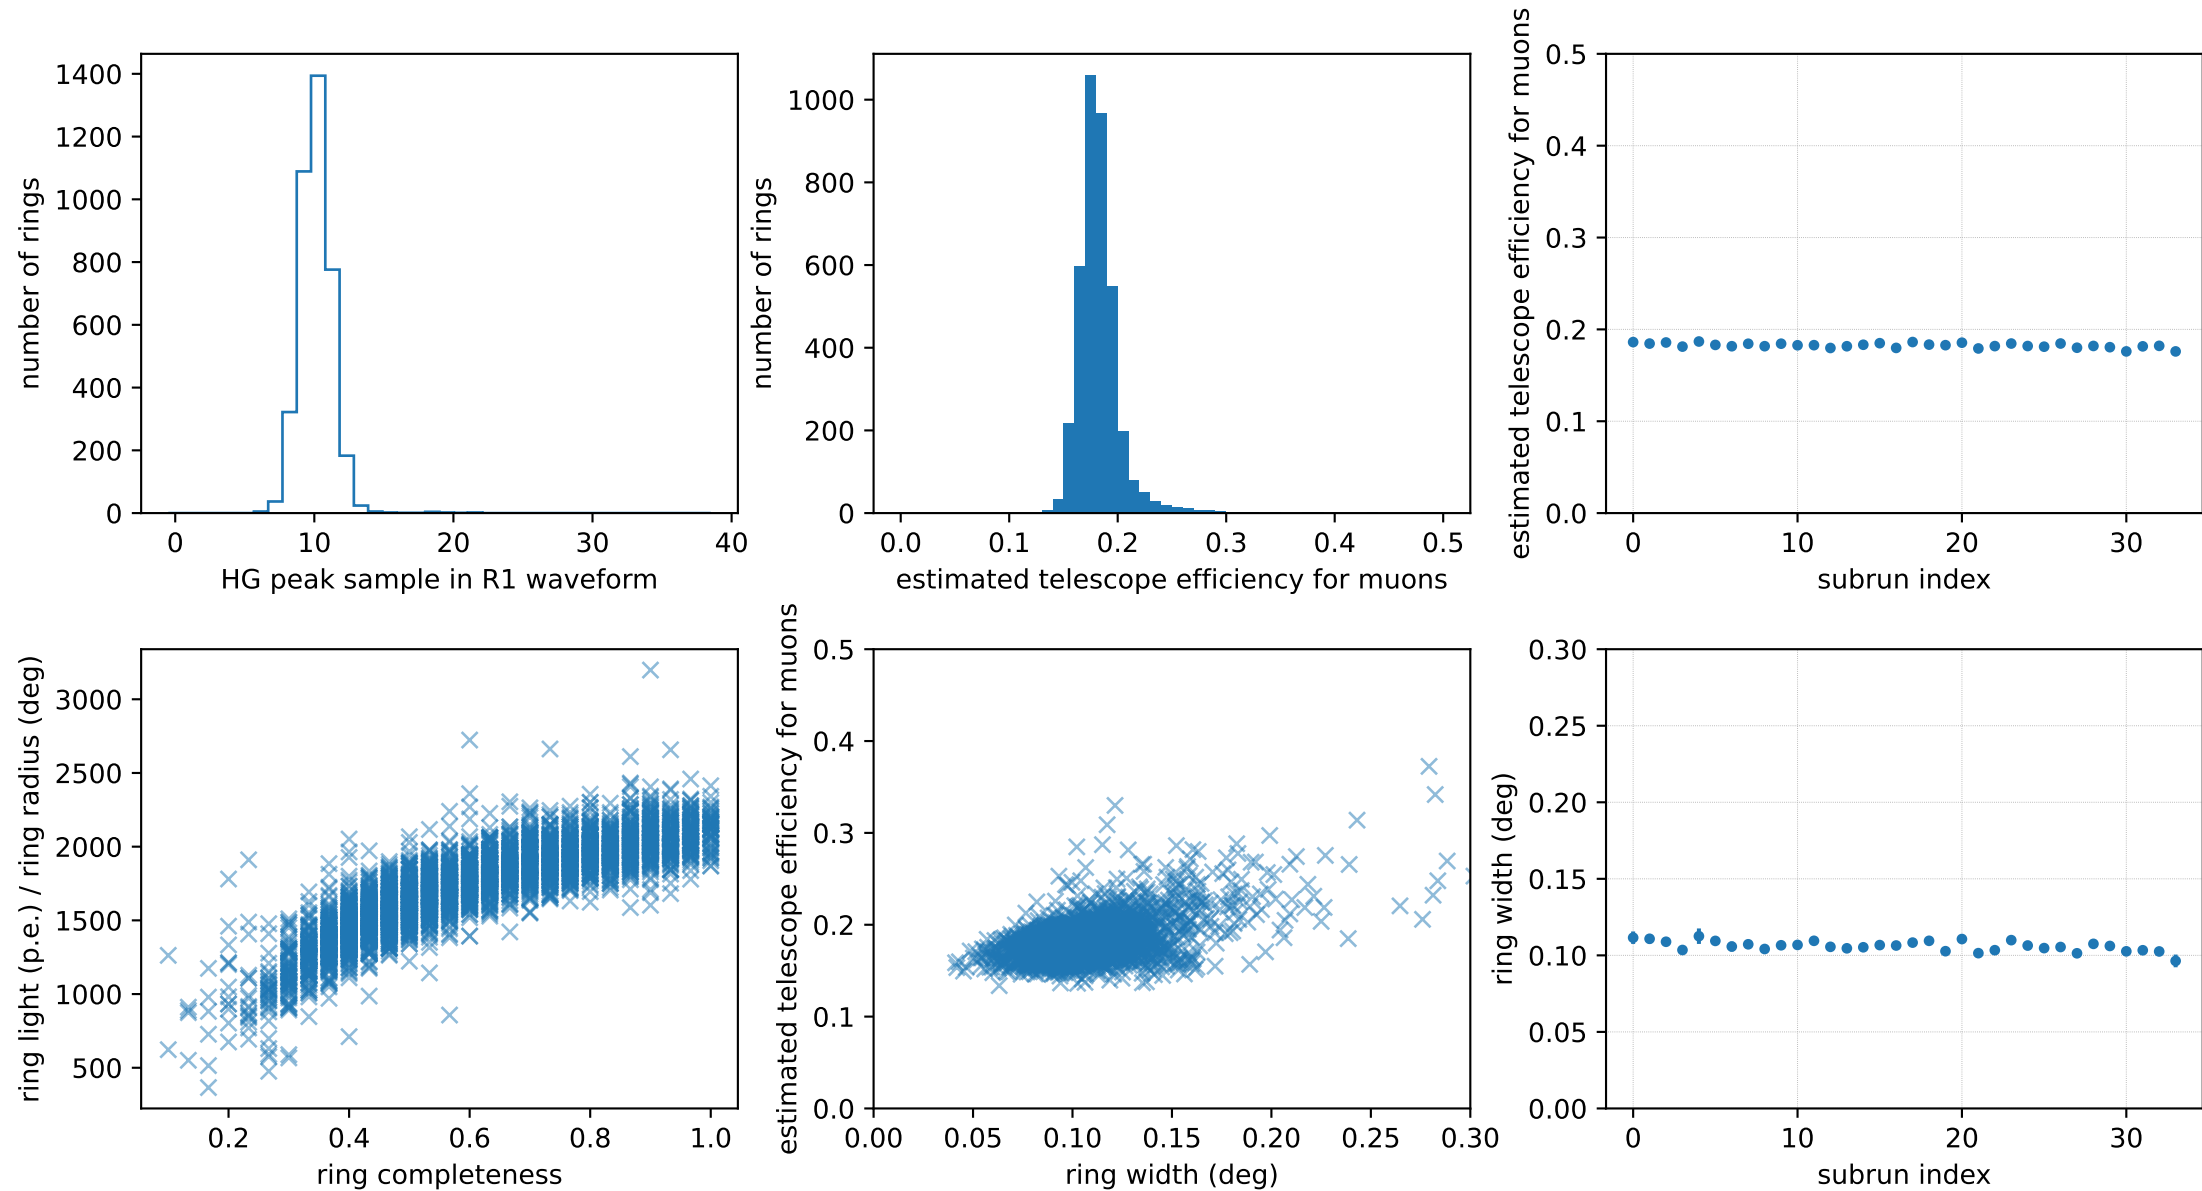 number of rings
1400
1200
1000
800
600
400
200
0
0 10 20 30 40
HG peak sample in R1 waveform
number of rings
1000
800
600
400
200
0
0.0 0.1 0.2 0.3 0.4 0.5
estimated telescope efficiency for muons
estimated telescope efficiency for muons
0.5
0.4
0.3
0.2
0.1
0.0
0 10 20 30
subrun index
ring light (p.e.) / ring radius (deg)
3000
2500
2000
1500
1000
500
0.2 0.4 0.6 0.8 1.0
ring completeness
estimated telescope efficiency for muons
0.5
0.4
0.3
0.2
0.1
0.0
0.00 0.05 0.10 0.15 0.20 0.25 0.30
ring width (deg)
ring width (deg)
0.30
0.25
0.20
0.15
0.10
0.05
0.00
0 10 20 30
subrun index